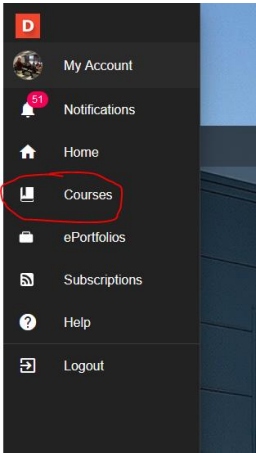 D
My Account
51
Notifications
Home
Courses
ePortfolios
Subscriptions
Help
Logout